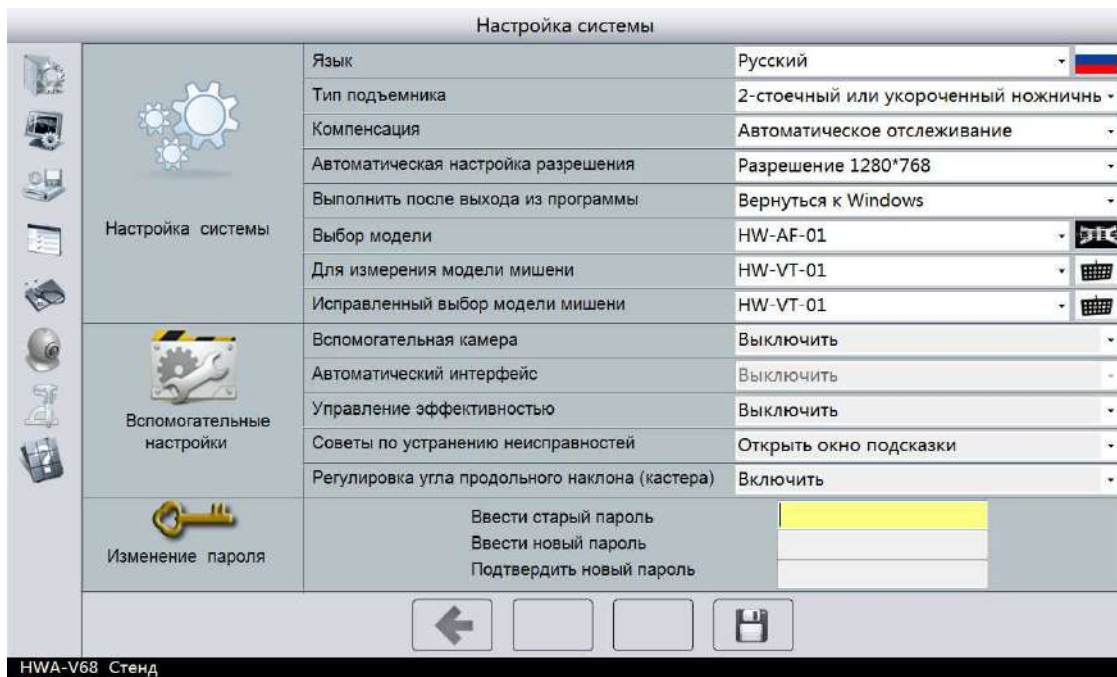 Настройка системы
Язык Русский
Тип подъемника 2-стоечный или укороченный ножничнь
Компенсация Автоматическое отслеживание
Автоматическая настройка разрешения Разрешение 1280*768
Выполнить после выхода из программы Вернуться к Windows
Настройка системы
Выбор модели HW-AF-01
Для измерения модели мишени HW-VT-01
Исправленный выбор модели мишени HW-VT-01
Вспомогательная камера Выключить
Автоматический интерфейс Выключить
Управление эффективностью Выключить
Вспомогательные
настройки
Советы по устранению неисправностей Открыть окно подсказки
Регулировка угла продольного наклона (кастера) Включить
Ввести старый пароль
Ввести новый пароль
Изменение пароля
Подтвердить новый пароль
HWA-V68 Стенд